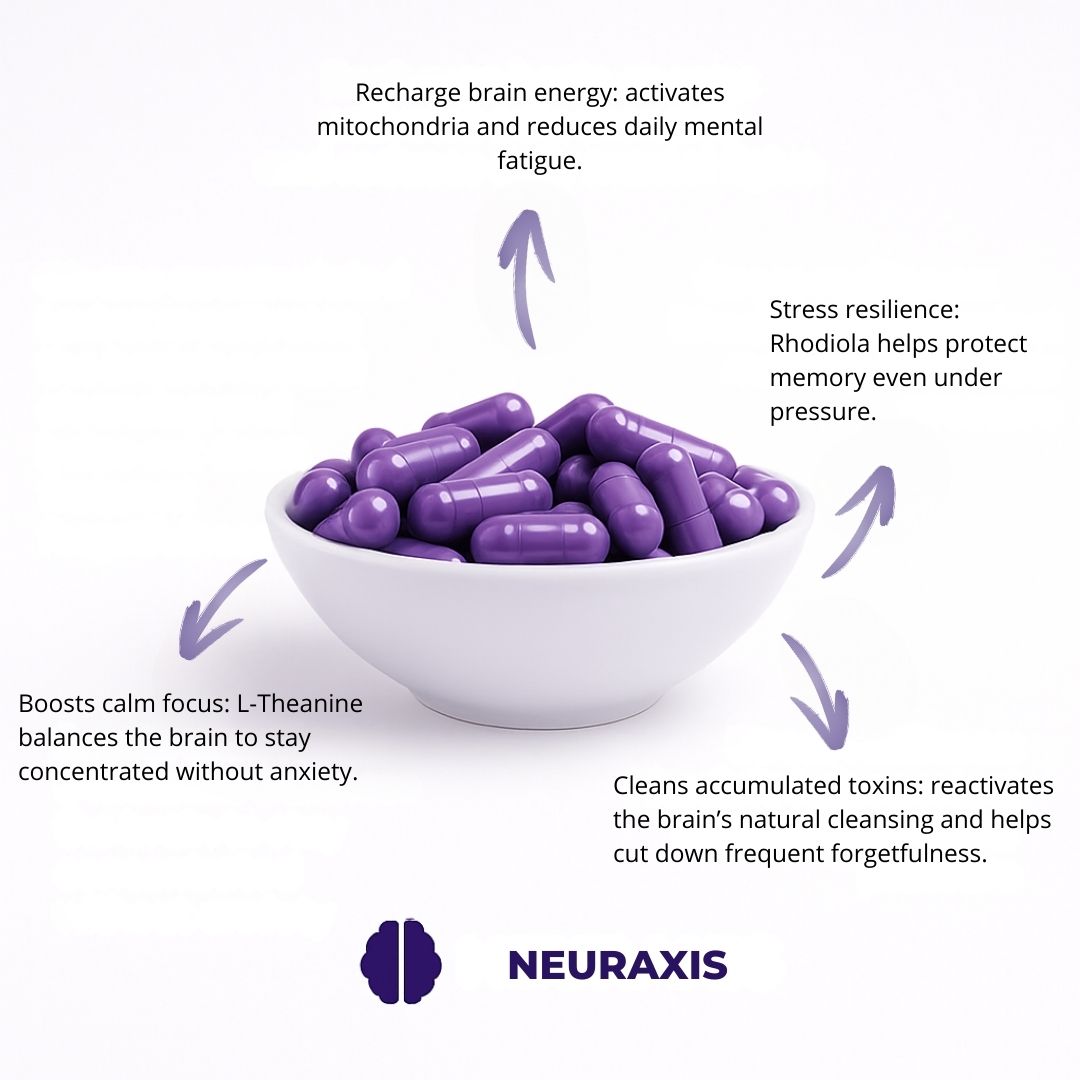 Recharge brain energy: activates
mitochondria and reduces daily mental
fatigue.
Stress resilience:
Rhodiola helps protect
memory even under
pressure.
Boosts calm focus: L-Theanine
balances the brain to stay
concentrated without anxiety.
Cleans accumulated toxins: reactivates
the brain’s natural cleansing and helps
cut down frequent forgetfulness.
NEURAXIS